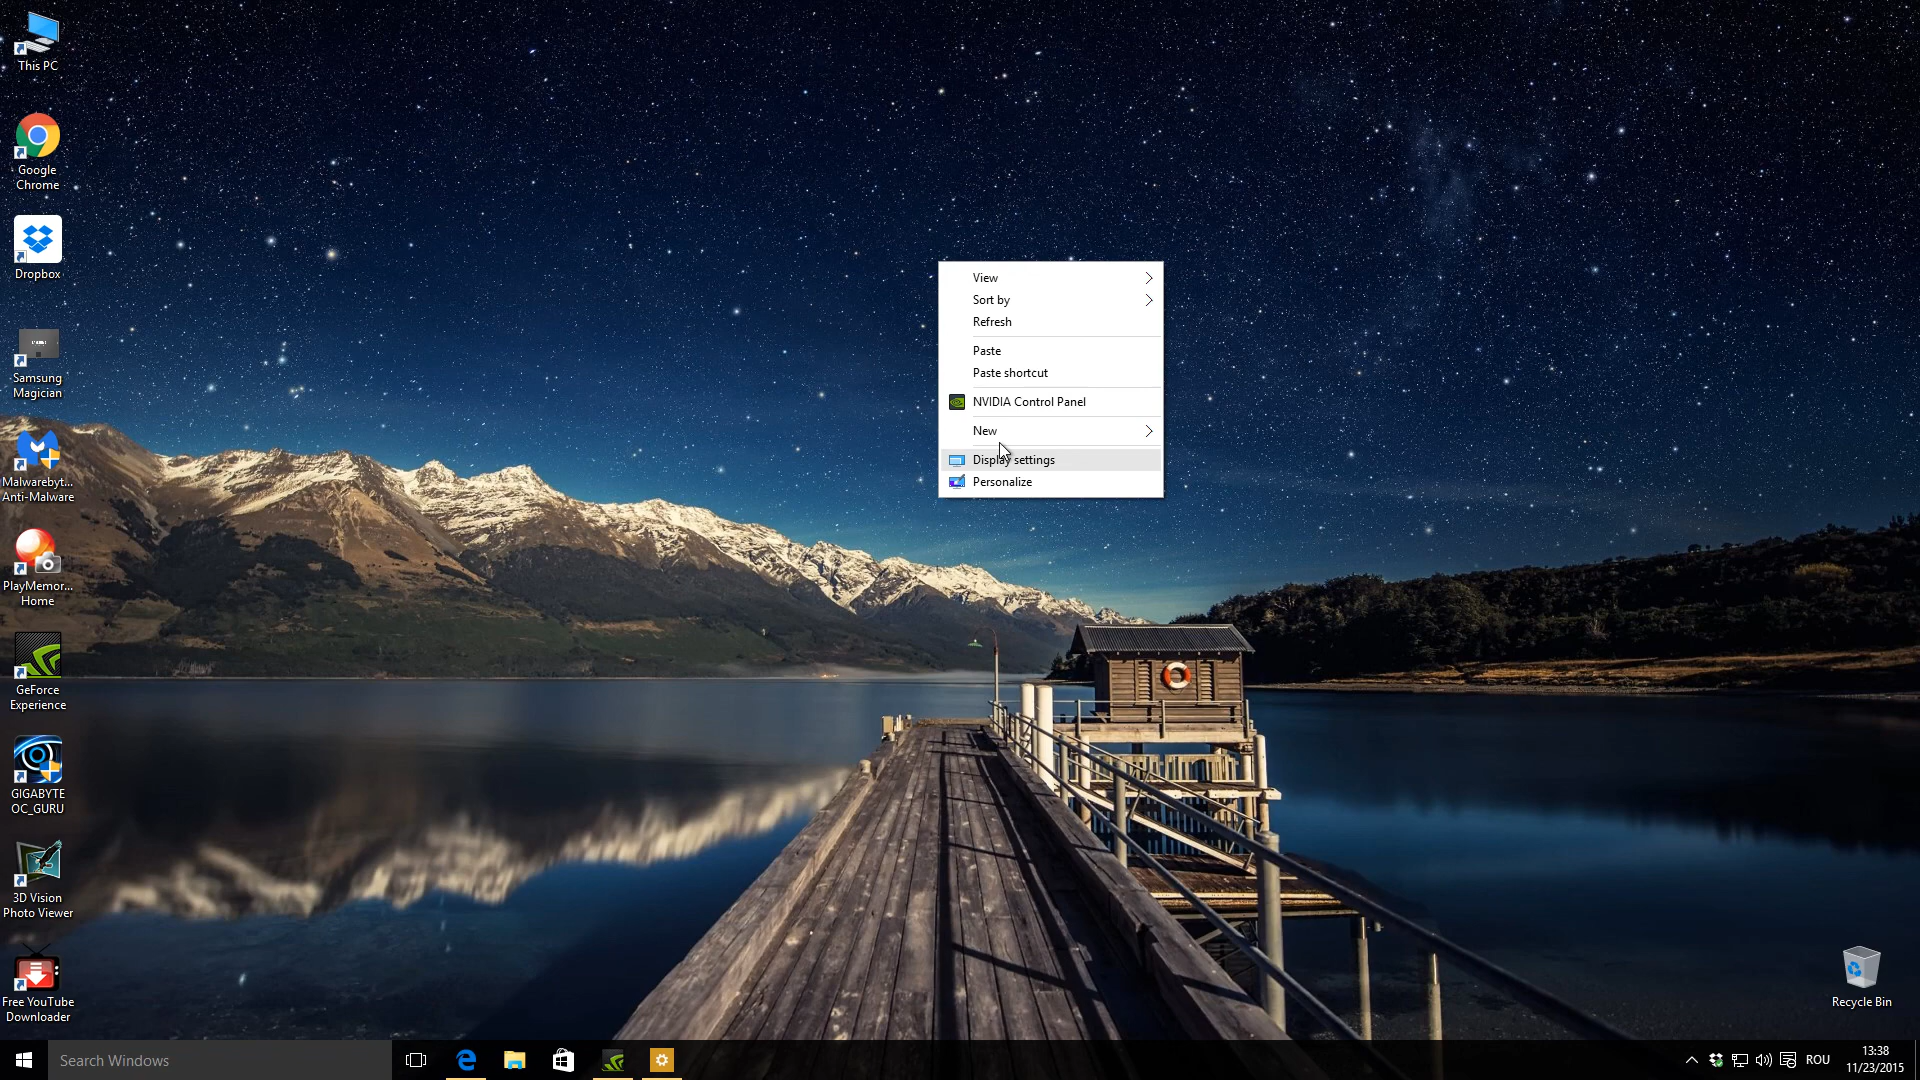 This PC
Google
Chrome
Dropbox
Samsung
Magician
Malwarebyt...
Anti-Malware
PlayMemor...
Home
GeForce
Experience
GIGABYTE
OC_GURU
3D Vision
Photo Viewer
Free YouTube
Downloader
View
Sort by
Refresh
Paste
Paste shortcut
NVIDIA Control Panel
New
Display settings
Personalize
Recycle Bin
Search Windows
ROU
13:38
11/23/2015